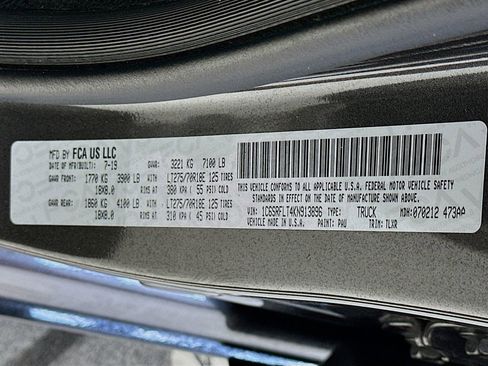 MFD BY FCA US LLC
DATE OF MFR(BUILT): 7-19 GVWR: 3221 KG 7100 LB
GAWR FRONT: 1770 KG 3900 LB WITH LT275/70R18E 125 TIRES
18X8.0 RIMS AT 380 KPA/ 55 PSI COLD
GAWR REAR: 1860 KG 4100 LB WITH LT275/70R18E 125 TIRES
18X8.0 RIMS AT 310 KPA/ 45 PSI COLD
THIS VEHICLE CONFORMS TO ALL APPLICABLE U.S.A. FEDERAL MOTOR VEHICLE SAFETY
STANDARDS IN EFFECT ON THE DATE OF MANUFACTURE SHOWN ABOVE.
VIN: 1C6SRFLT4KN913896 TYPE: TRUCK MDH: 070212 473AA
VEHICLE MADE IN U.S.A. PAINT: PAU TRIM: TLXR